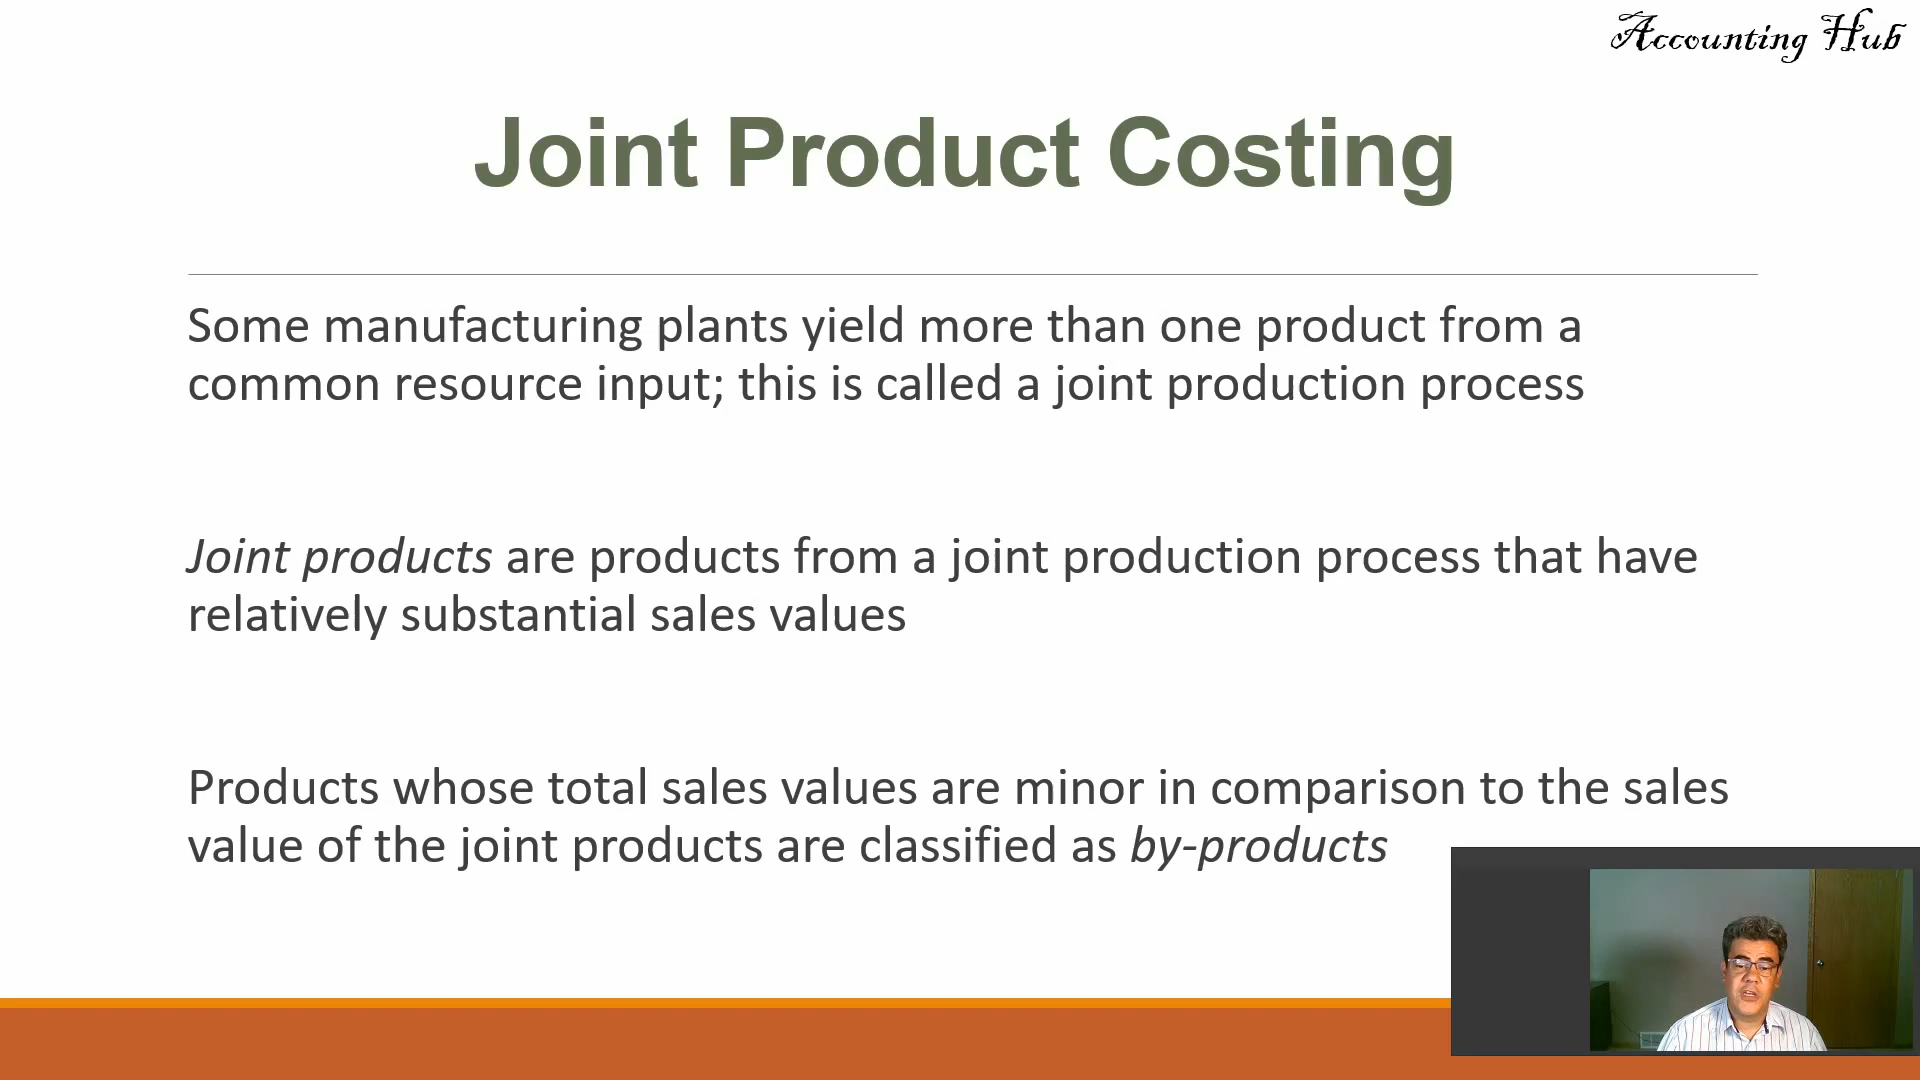 Accounting Hub
Joint Product Costing
Some manufacturing plants yield more than one product from a
common resource input; this is called a joint production process
Joint products are products from a joint production process that have
relatively substantial sales values
Products whose total sales values are minor in comparison to the sales
value of the joint products are classified as by-products